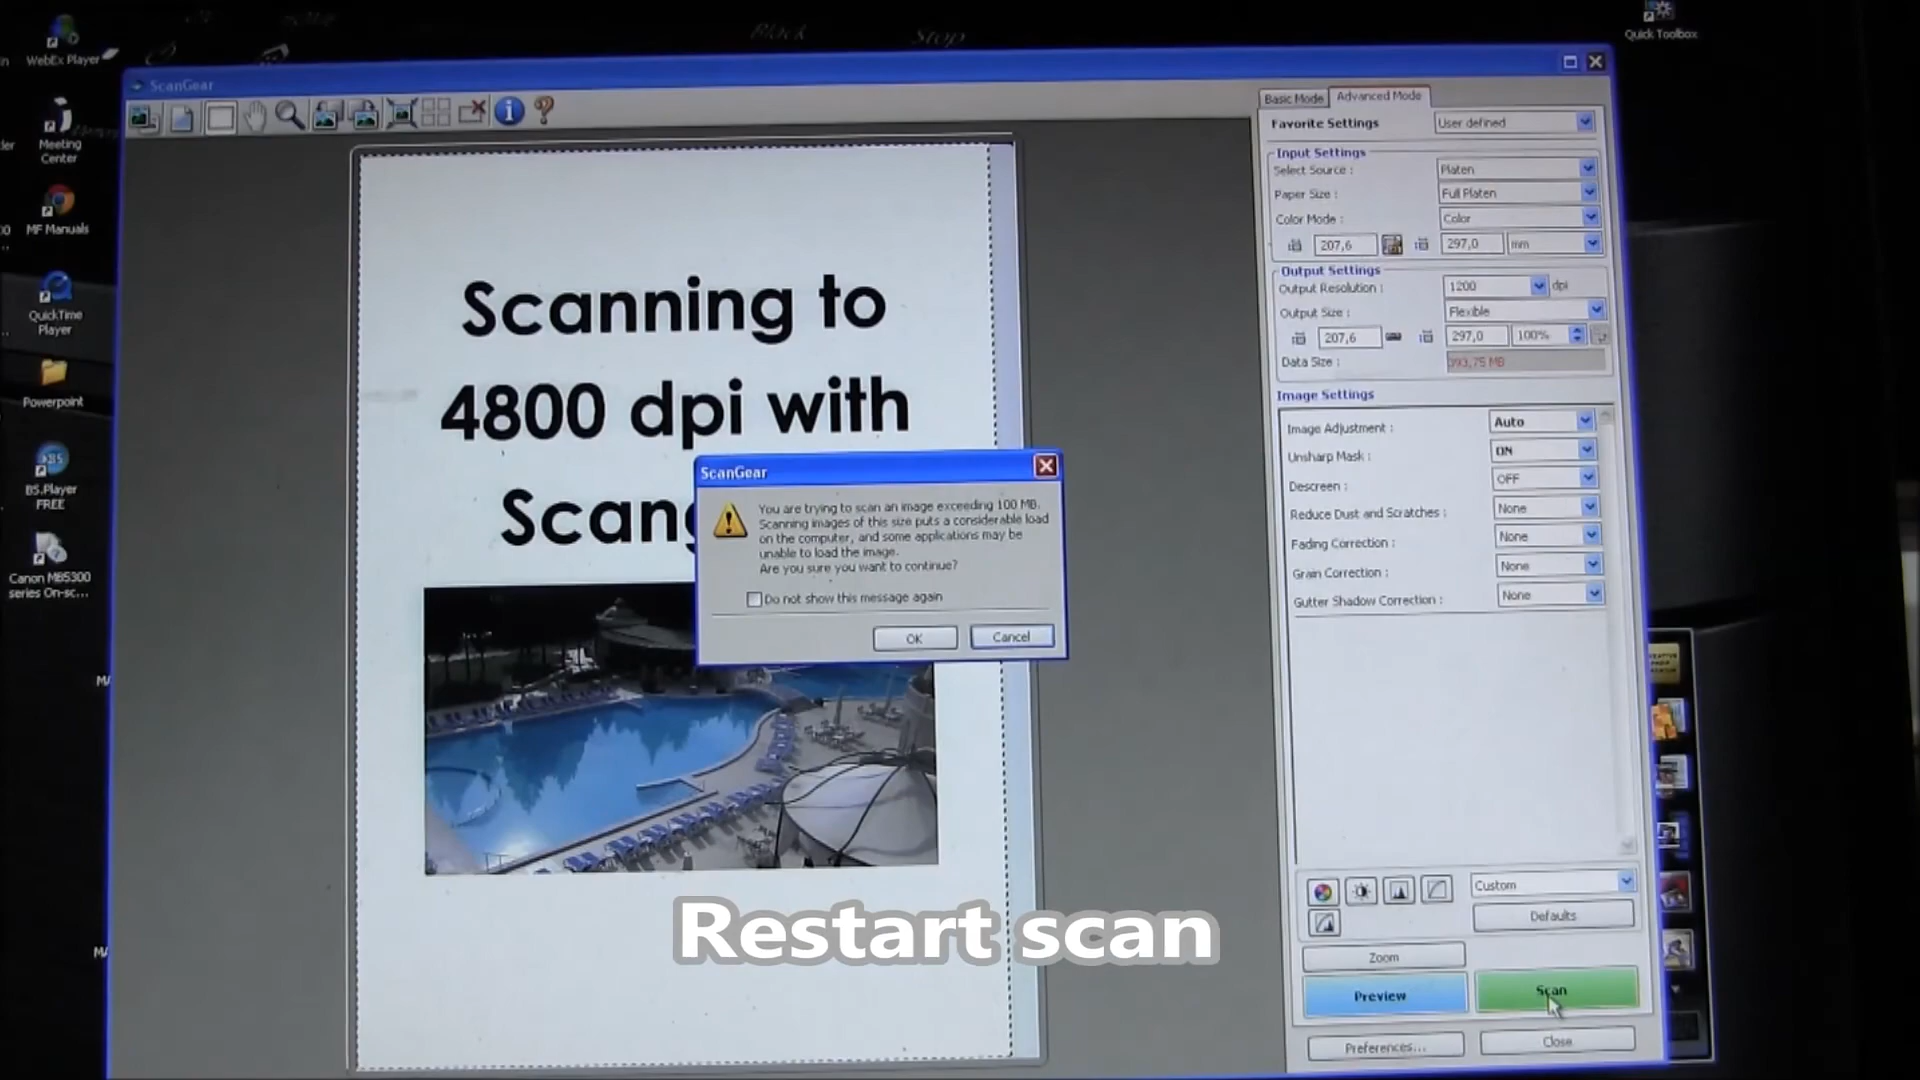 Black
Stop
Quick Toolbox
WebEx Player
Meeting
Center
MF Manuals
QuickTime
Player
Powerpoint
BS.Player
FREE
Canon MB5300
series On-sc...
ScanGear
Basic Mode
Advanced Mode
Favorite Settings
User defined
Input Settings
Select Source :
Platen
Paper Size :
Full Platen
Color Mode :
Color
207,6
297,0
mm
Output Settings
Output Resolution :
1200
dpi
Output Size :
Flexible
207,6
297,0
100%
Data Size :
393,75 MB
Image Settings
Image Adjustment :
Auto
Unsharp Mask :
ON
Descreen :
OFF
Reduce Dust and Scratches :
None
Fading Correction :
None
Grain Correction :
None
Gutter Shadow Correction :
None
Custom
Defaults
Zoom
Preview
Scan
Preferences...
Close
Scanning to
4800 dpi with
Scang
ScanGear
You are trying to scan an image exceeding 100 MB.
Scanning images of this size puts a considerable load
on the computer, and some applications may be
unable to load the image.
Are you sure you want to continue?
Do not show this message again
OK
Cancel
Restart scan